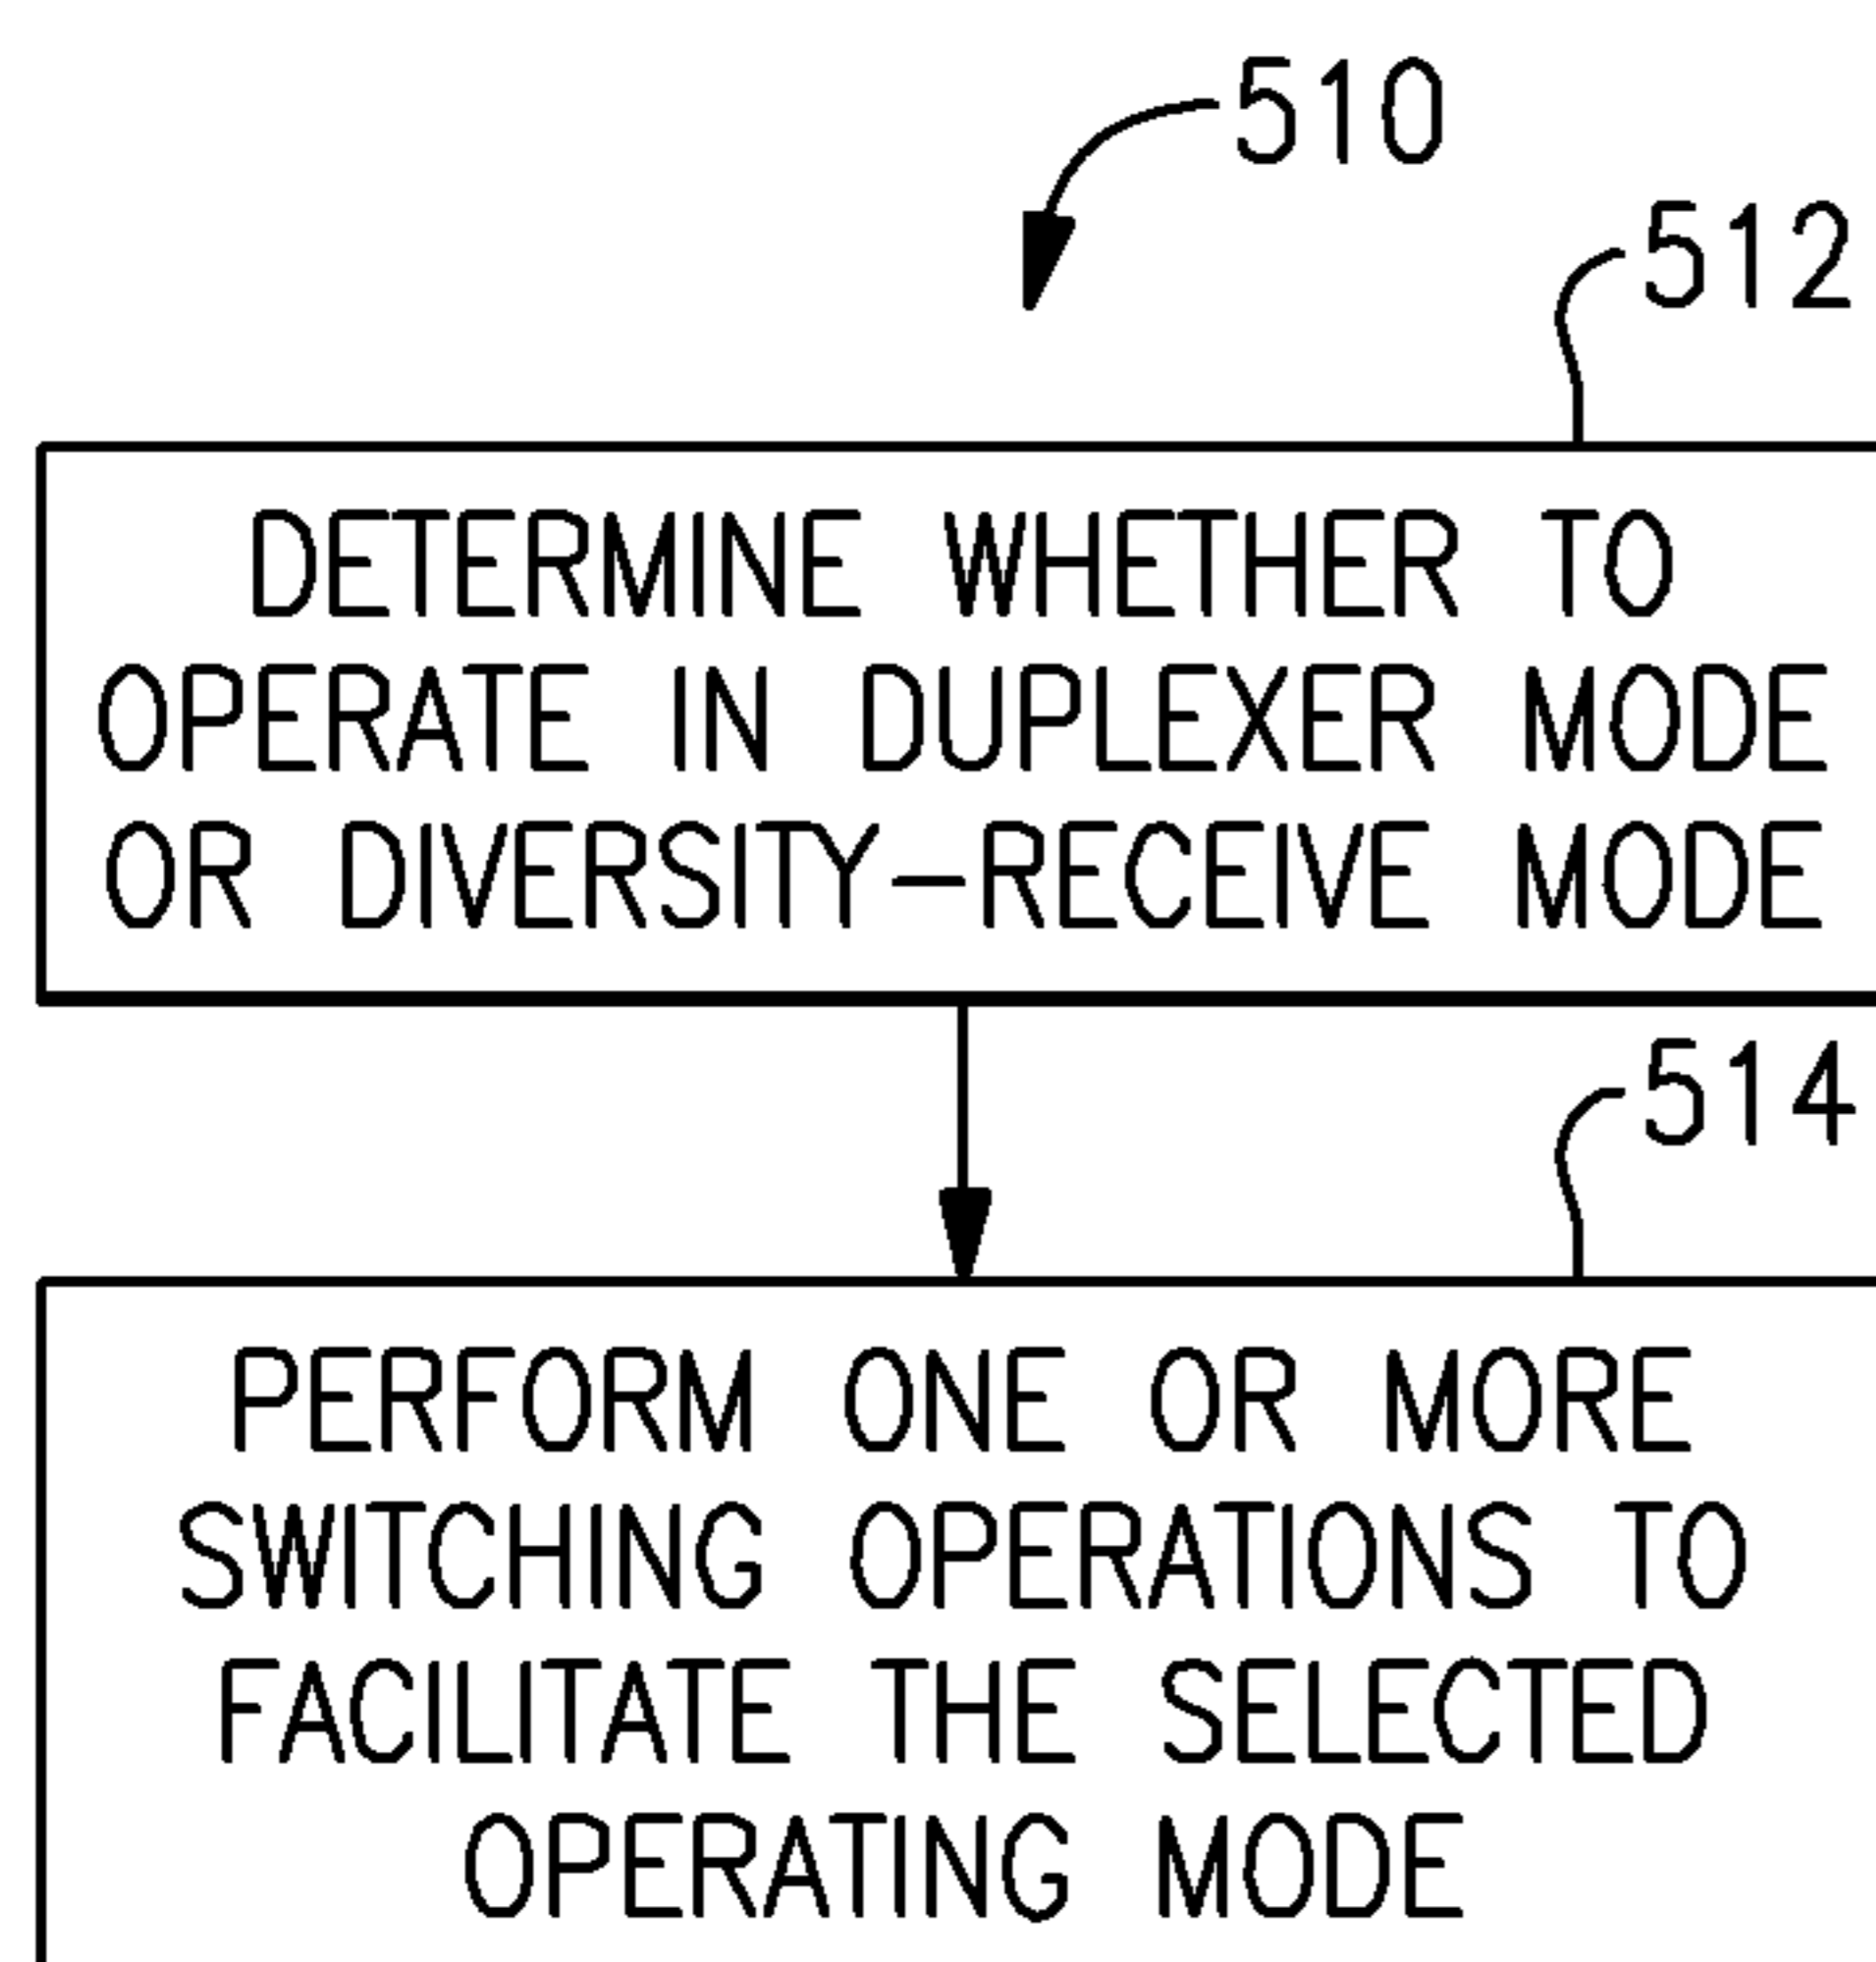 510
512
DETERMINE WHETHER TO
OPERATE IN DUPLEXER MODE
OR DIVERSITY–RECEIVE MODE
514
PERFORM ONE OR MORE
SWITCHING OPERATIONS TO
FACILITATE THE SELECTED
OPERATING MODE